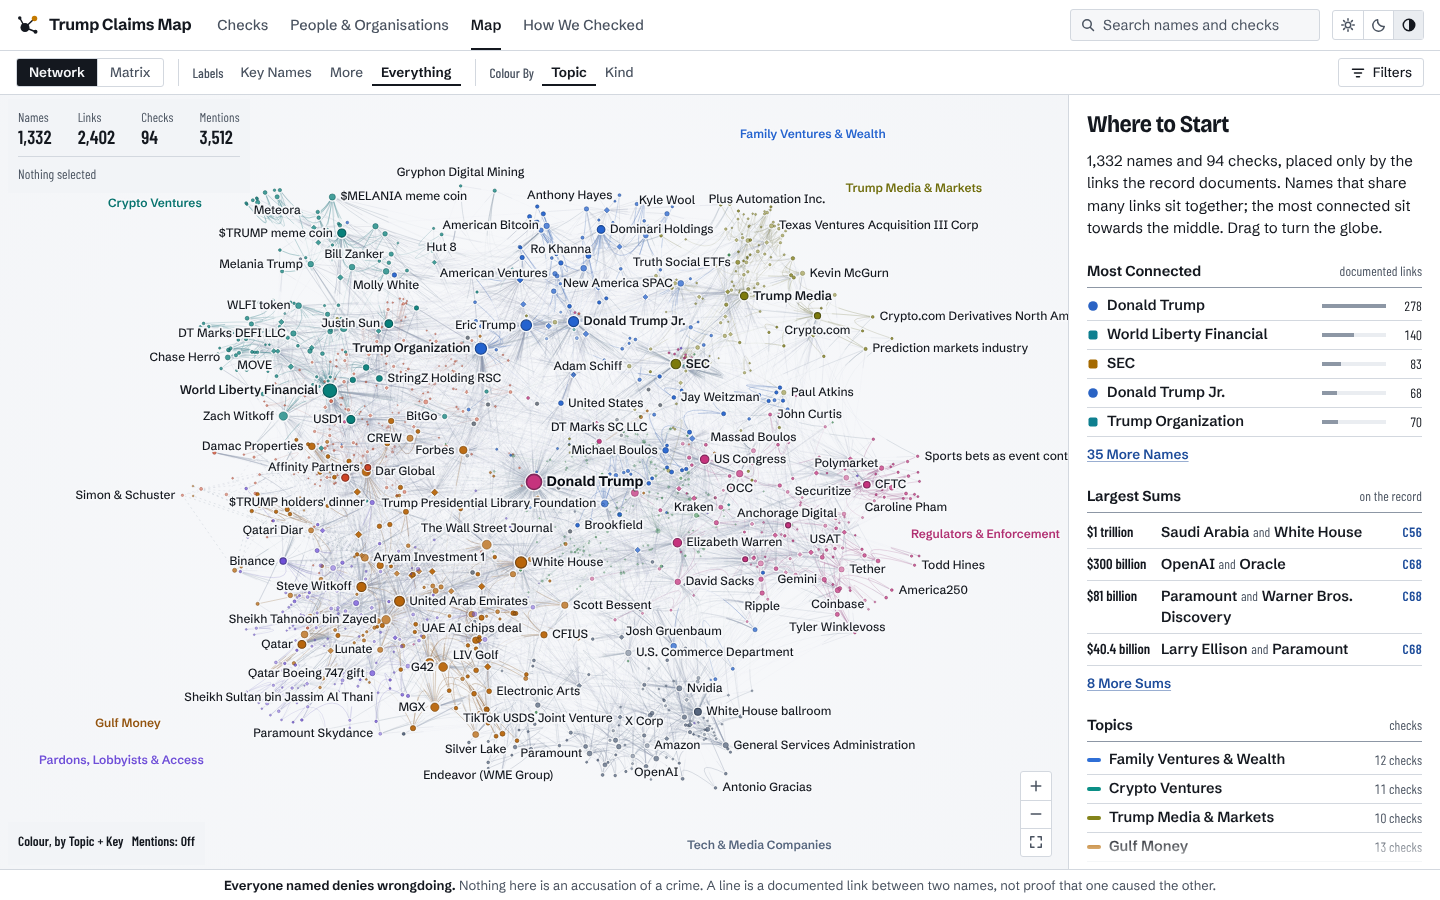 Trump Claims Map
Checks
People & Organisations
Map
How We Checked
Search names and checks
Network
Matrix
Labels
Key Names
More
Everything
Colour By
Topic
Kind
Filters
Names
Links
Checks
Mentions
1,332
2,402
94
3,512
Nothing selected
Family Ventures & Wealth
Gryphon Digital Mining
Trump Media & Markets
Crypto Ventures
$MELANIA meme coin
Anthony Hayes
Kyle Wool
Plus Automation Inc.
Meteora
$TRUMP meme coin
American Bitcoin
Dominari Holdings
Texas Ventures Acquisition III Corp
Hut 8
Ro Khanna
Bill Zanker
Melania Trump
Truth Social ETFs
American Ventures
Kevin McGurn
Molly White
New America SPAC
Trump Media
WLFI token
Justin Sun
Eric Trump
Donald Trump Jr.
Crypto.com Derivatives North Am
DT Marks DEFI LLC
Crypto.com
Trump Organization
Prediction markets industry
Chase Herro
MOVE
Adam Schiff
SEC
StringZ Holding RSC
World Liberty Financial
Paul Atkins
Jay Weitzman
United States
Zach Witkoff
USD1
BitGo
John Curtis
DT Marks SC LLC
CREW
Massad Boulos
Damac Properties
Forbes
Michael Boulos
US Congress
Sports bets as event cont
Polymarket
Affinity Partners
Dar Global
Donald Trump
OCC
CFTC
Securitize
Simon & Schuster
$TRUMP holders' dinner
Trump Presidential Library Foundation
Kraken
Caroline Pham
Anchorage Digital
Qatari Diar
The Wall Street Journal
Brookfield
Regulators & Enforcement
Elizabeth Warren
USAT
Binance
Aryam Investment 1
White House
Todd Hines
Tether
Steve Witkoff
David Sacks
Gemini
America250
United Arab Emirates
Scott Bessent
Ripple
Coinbase
Sheikh Tahnoon bin Zayed
UAE AI chips deal
CFIUS
Josh Gruenbaum
Tyler Winklevoss
Qatar
Lunate
LIV Golf
U.S. Commerce Department
G42
Qatar Boeing 747 gift
Electronic Arts
Nvidia
Sheikh Sultan bin Jassim Al Thani
MGX
TikTok USDS Joint Venture
X Corp
White House ballroom
Gulf Money
Paramount Skydance
Silver Lake
Paramount
Amazon
General Services Administration
Pardons, Lobbyists & Access
Endeavor (WME Group)
OpenAI
Antonio Gracias
Colour, by Topic + Key
Mentions: Off
Tech & Media Companies
Where to Start
1,332 names and 94 checks, placed only by the
links the record documents. Names that share
many links sit together; the most connected sit
towards the middle. Drag to turn the globe.
Most Connected
documented links
Donald Trump
278
World Liberty Financial
140
SEC
83
Donald Trump Jr.
68
Trump Organization
70
35 More Names
Largest Sums
on the record
$1 trillion
Saudi Arabia and White House
C56
$300 billion
OpenAI and Oracle
C68
$81 billion
Paramount and Warner Bros.
Discovery
C68
$40.4 billion
Larry Ellison and Paramount
C68
8 More Sums
Topics
checks
Family Ventures & Wealth
12 checks
Crypto Ventures
11 checks
Trump Media & Markets
10 checks
Gulf Money
13 checks
Everyone named denies wrongdoing. Nothing here is an accusation of a crime. A line is a documented link between two names, not proof that one caused the other.